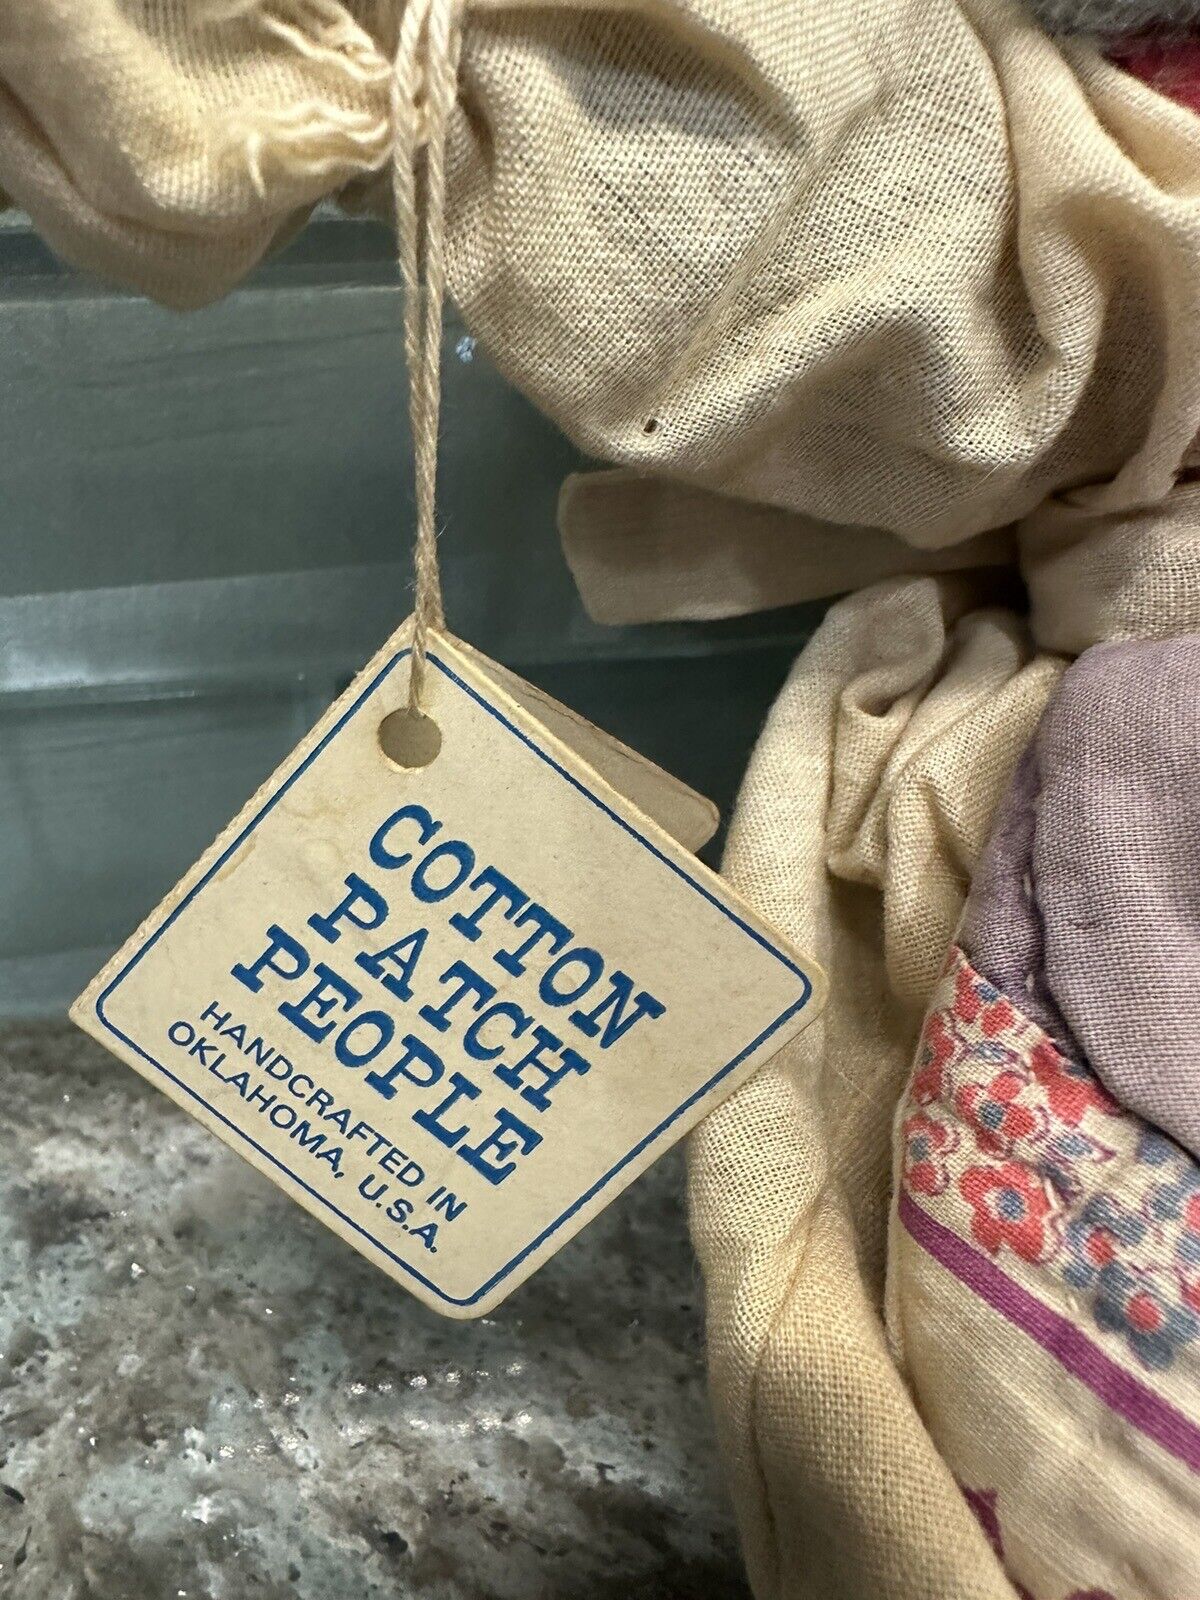 COTTON
PATCH
PEOPLE
HANDCRAFTED IN
OKLAHOMA, U.S.A.